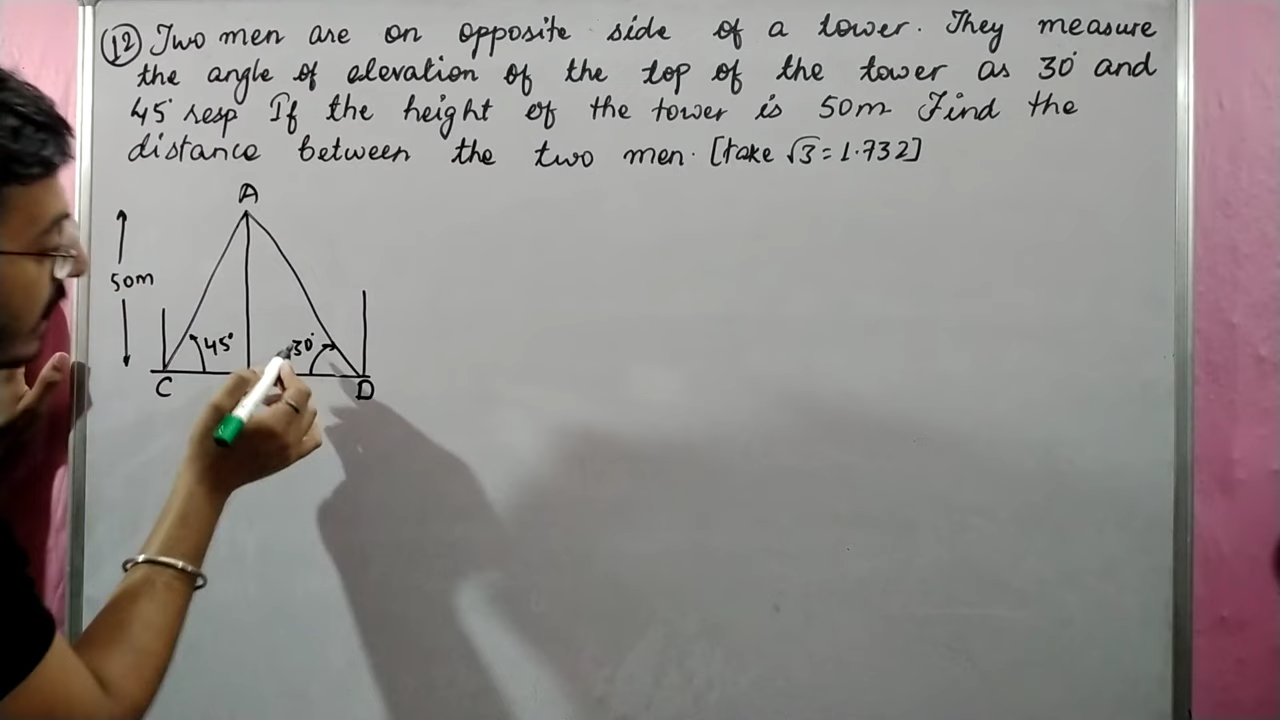 (12) Two men are on opposite side of a tower. They measure
the angle of elevation of the top of the tower as 30° and
45° resp If the height of the tower is 50m Find the
distance between the two men. [take √3 = 1.732]
A
50m
45°
30°
C
D